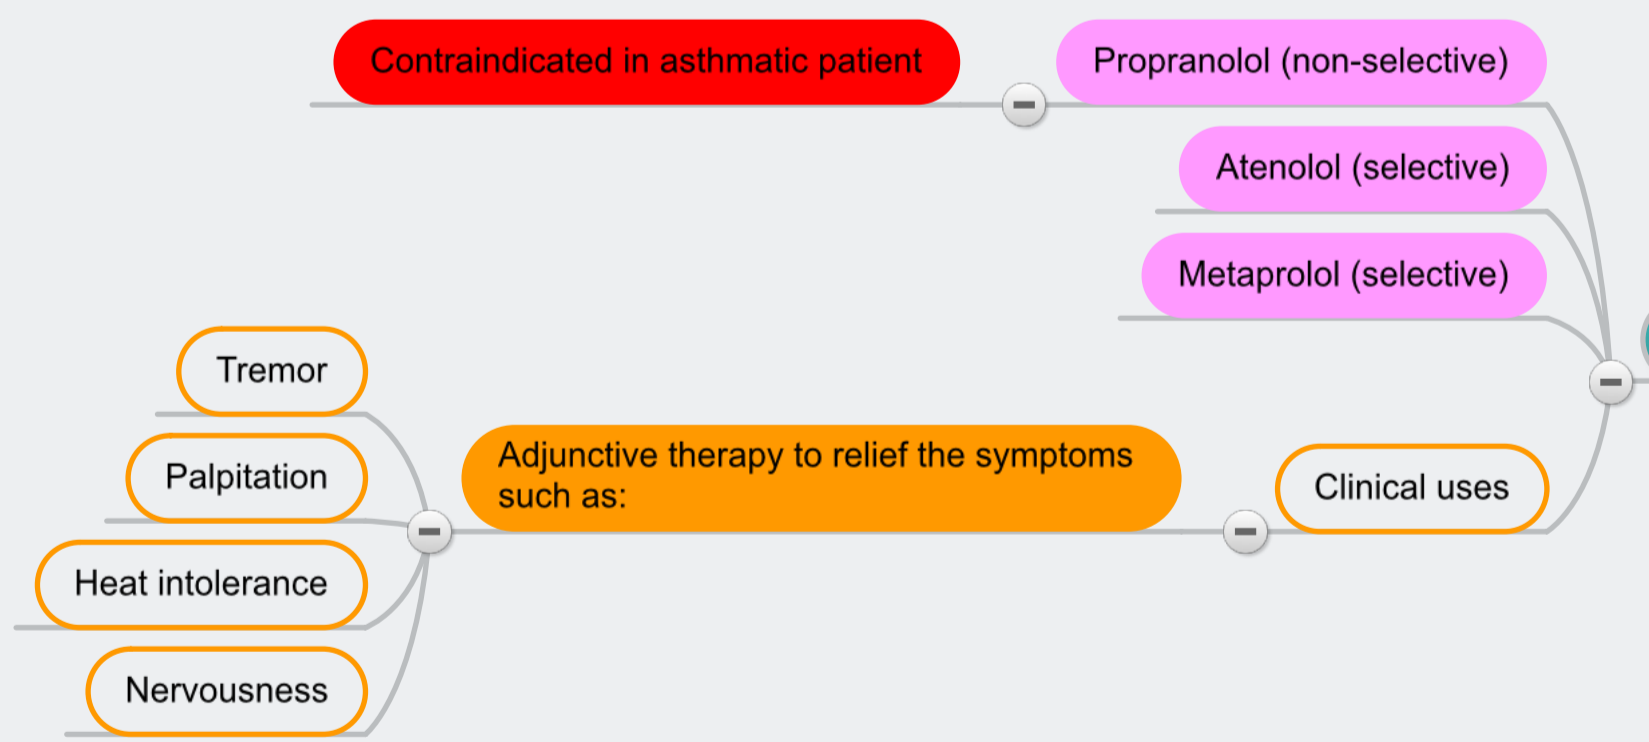 Contraindicated in asthmatic patient
Propranolol (non-selective)
Atenolol (selective)
Metaprolol (selective)
Tremor
Palpitation
Heat intolerance
Nervousness
Adjunctive therapy to relief the symptoms
such as:
Clinical uses